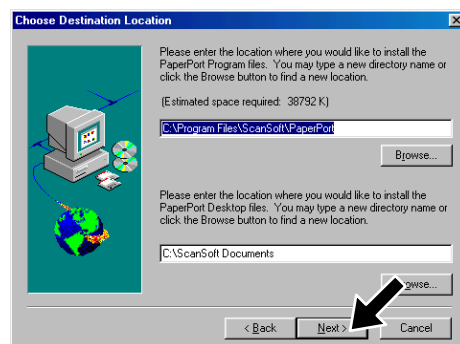 Choose Destination Location
Please enter the location where you would like to install the
PaperPort Program files. You may type a new directory name or
click the Browse button to find a new location.
(Estimated space required: 38792 K)
C:\Program Files\ScanSoft\PaperPort
Browse...
Please enter the location where you would like to install the
PaperPort Desktop files. You may type a new directory name or
click the Browse button to find a new location.
C:\ScanSoft Documents
< Back
Next >
Cancel